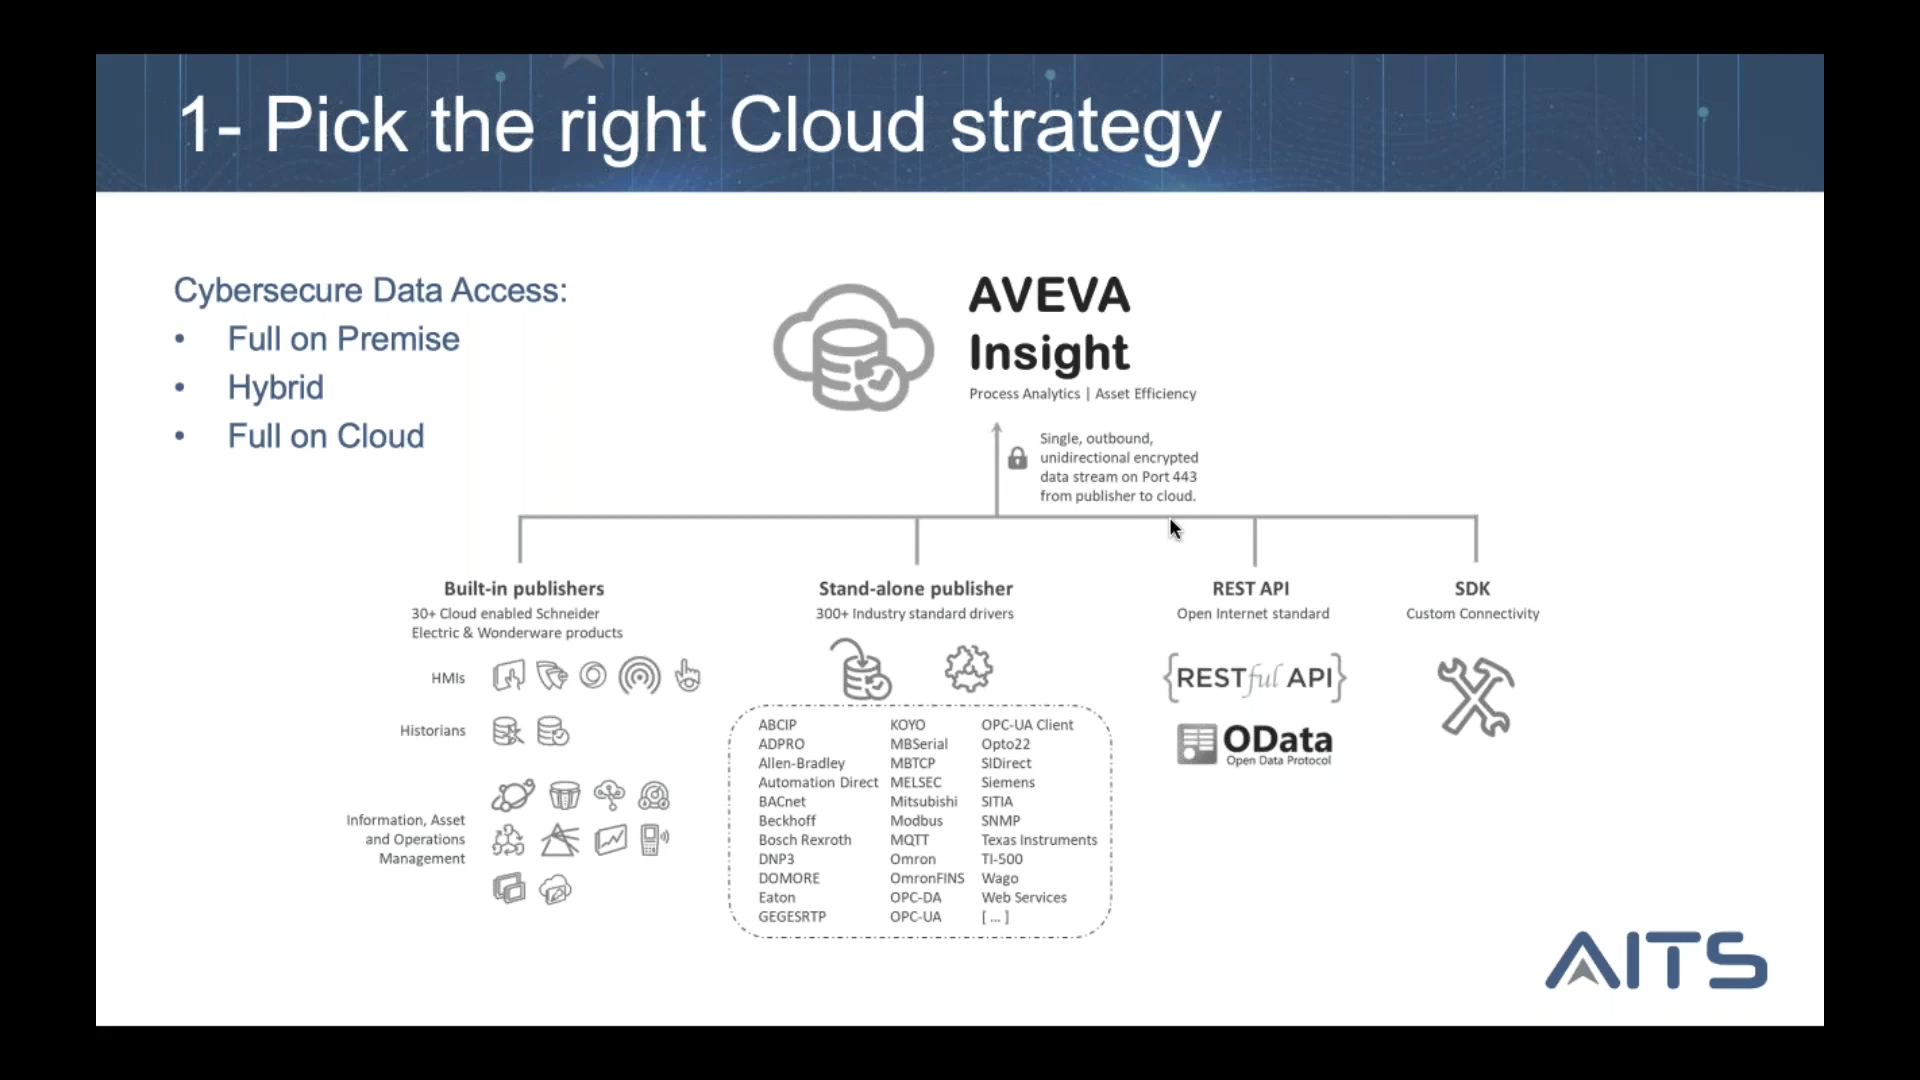 1- Pick the right Cloud strategy
Cybersecure Data Access:
• Full on Premise
• Hybrid
• Full on Cloud
AVEVA
Insight
Process Analytics | Asset Efficiency
Single, outbound,
unidirectional encrypted
data stream on Port 443
from publisher to cloud.
Built-in publishers
30+ Cloud enabled Schneider
Electric & Wonderware products
HMIs
Historians
Information, Asset
and Operations
Management
Stand-alone publisher
300+ Industry standard drivers
ABCIP
ADPRO
Allen-Bradley
Automation Direct
BACnet
Beckhoff
Bosch Rexroth
DNP3
DOMORE
Eaton
GEGESRTP
KOYO
MBSerial
MBTCP
MELSEC
Mitsubishi
Modbus
MQTT
Omron
OmronFINS
OPC-DA
OPC-UA
OPC-UA Client
Opto22
SIDirect
Siemens
SITIA
SNMP
Texas Instruments
TI-500
Wago
Web Services
[ ... ]
REST API
Open Internet standard
{RESTful API}
OData
Open Data Protocol
SDK
Custom Connectivity
AITS